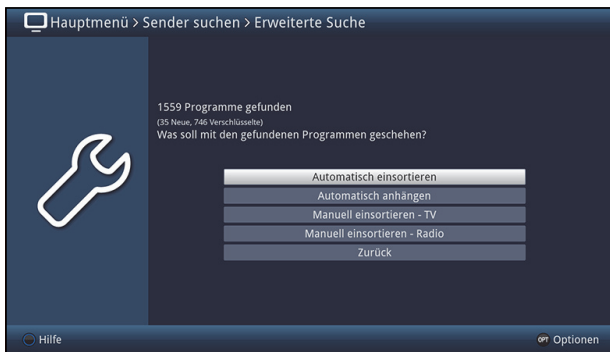 Hauptmenü > Sender suchen > Erweiterte Suche
1559 Programme gefunden
(35 Neue, 746 Verschlüsselte)
Was soll mit den gefundenen Programmen geschehen?
Automatisch einsortieren
Automatisch anhängen
Manuell einsortieren - TV
Manuell einsortieren - Radio
Zurück
Hilfe
OPT Optionen